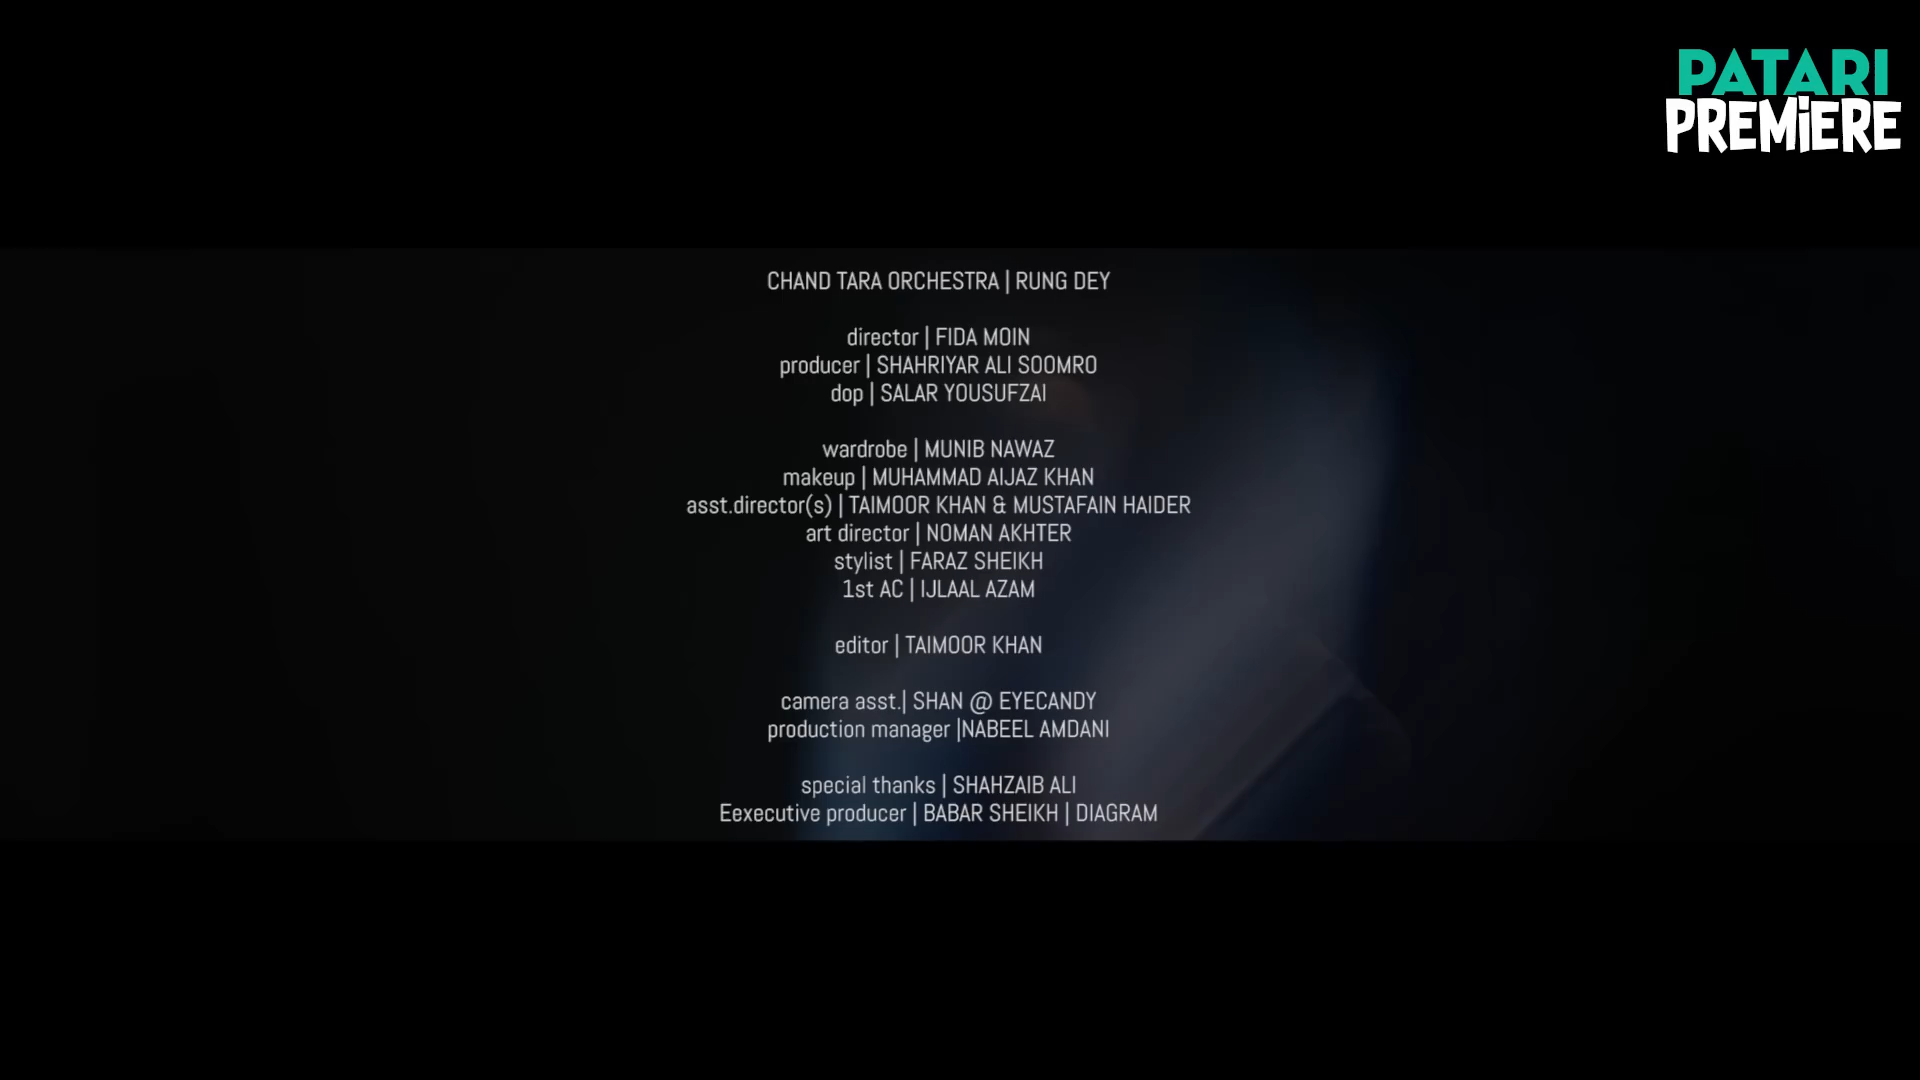 PATARI
PREMiERE
CHAND TARA ORCHESTRA | RUNG DEY
director | FIDA MOIN
producer | SHAHRIYAR ALI SOOMRO
dop | SALAR YOUSUFZAI
wardrobe | MUNIB NAWAZ
makeup | MUHAMMAD AIJAZ KHAN
asst.director(s) | TAIMOOR KHAN & MUSTAFAIN HAIDER
art director | NOMAN AKHTER
stylist | FARAZ SHEIKH
1st AC | IJLAAL AZAM
editor | TAIMOOR KHAN
camera asst.| SHAN @ EYECANDY
production manager |NABEEL AMDANI
special thanks | SHAHZAIB ALI
Eexecutive producer | BABAR SHEIKH | DIAGRAM